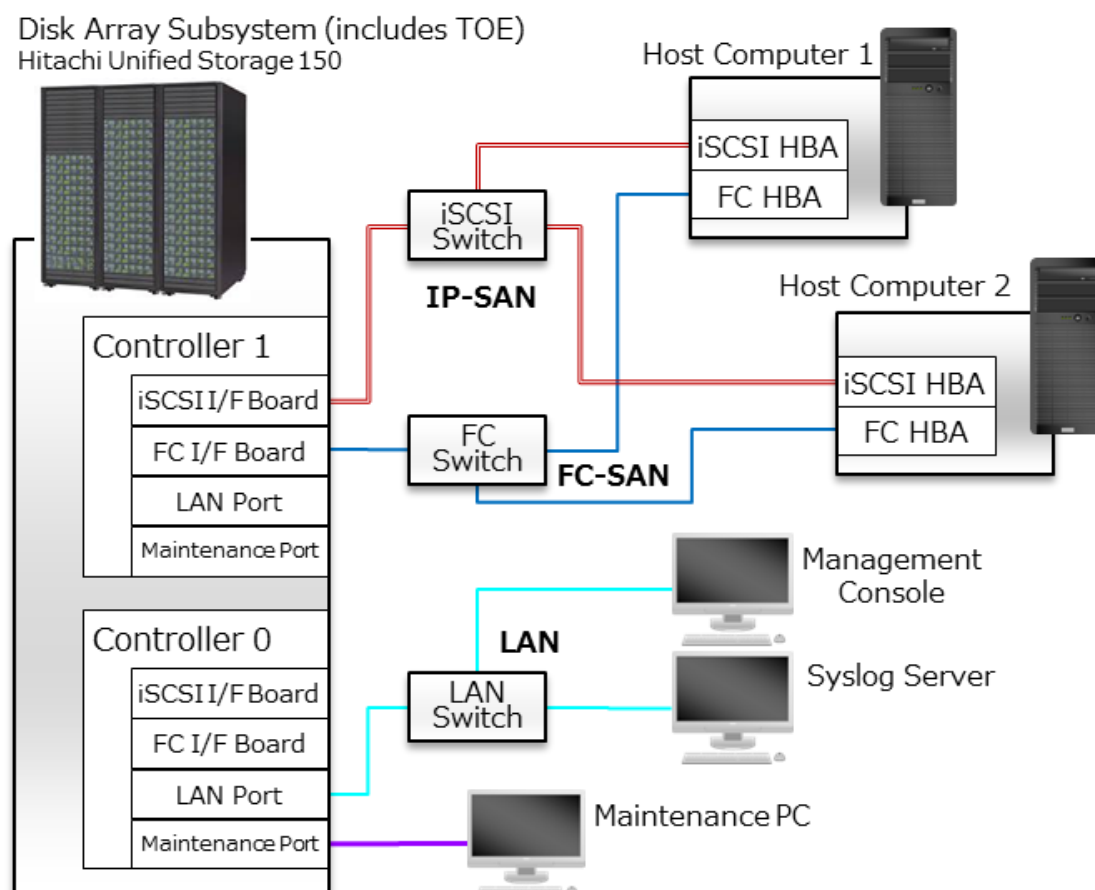 Disk Array Subsystem (includes TOE)
Hitachi Unified Storage 150
Host Computer 1
iSCSI HBA
FC HBA
iSCSI
Switch
IP-SAN
Host Computer 2
iSCSI HBA
FC HBA
Controller 1
iSCSI I/F Board
FC I/F Board
LAN Port
Maintenance Port
FC
Switch
FC-SAN
Management
Console
Controller 0
iSCSI I/F Board
FC I/F Board
LAN Port
Maintenance Port
LAN
LAN
Switch
Syslog Server
Maintenance PC